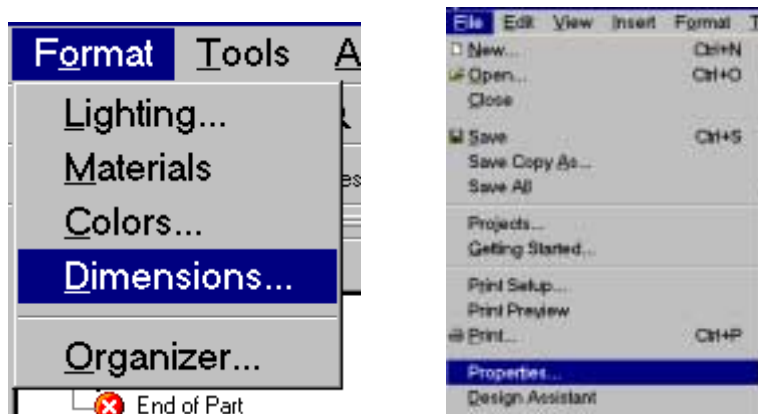 Format Tools A
Lighting...
Materials
Colors...
Dimensions...
Organizer...
End of Part
File Edit View Insert Format T
New... Ctrl+N
Open... Ctrl+O
Close
Save Ctrl+S
Save Copy As...
Save All
Projects...
Getting Started...
Print Setup...
Print Preview
Print... Ctrl+P
Properties...
Design Assistant